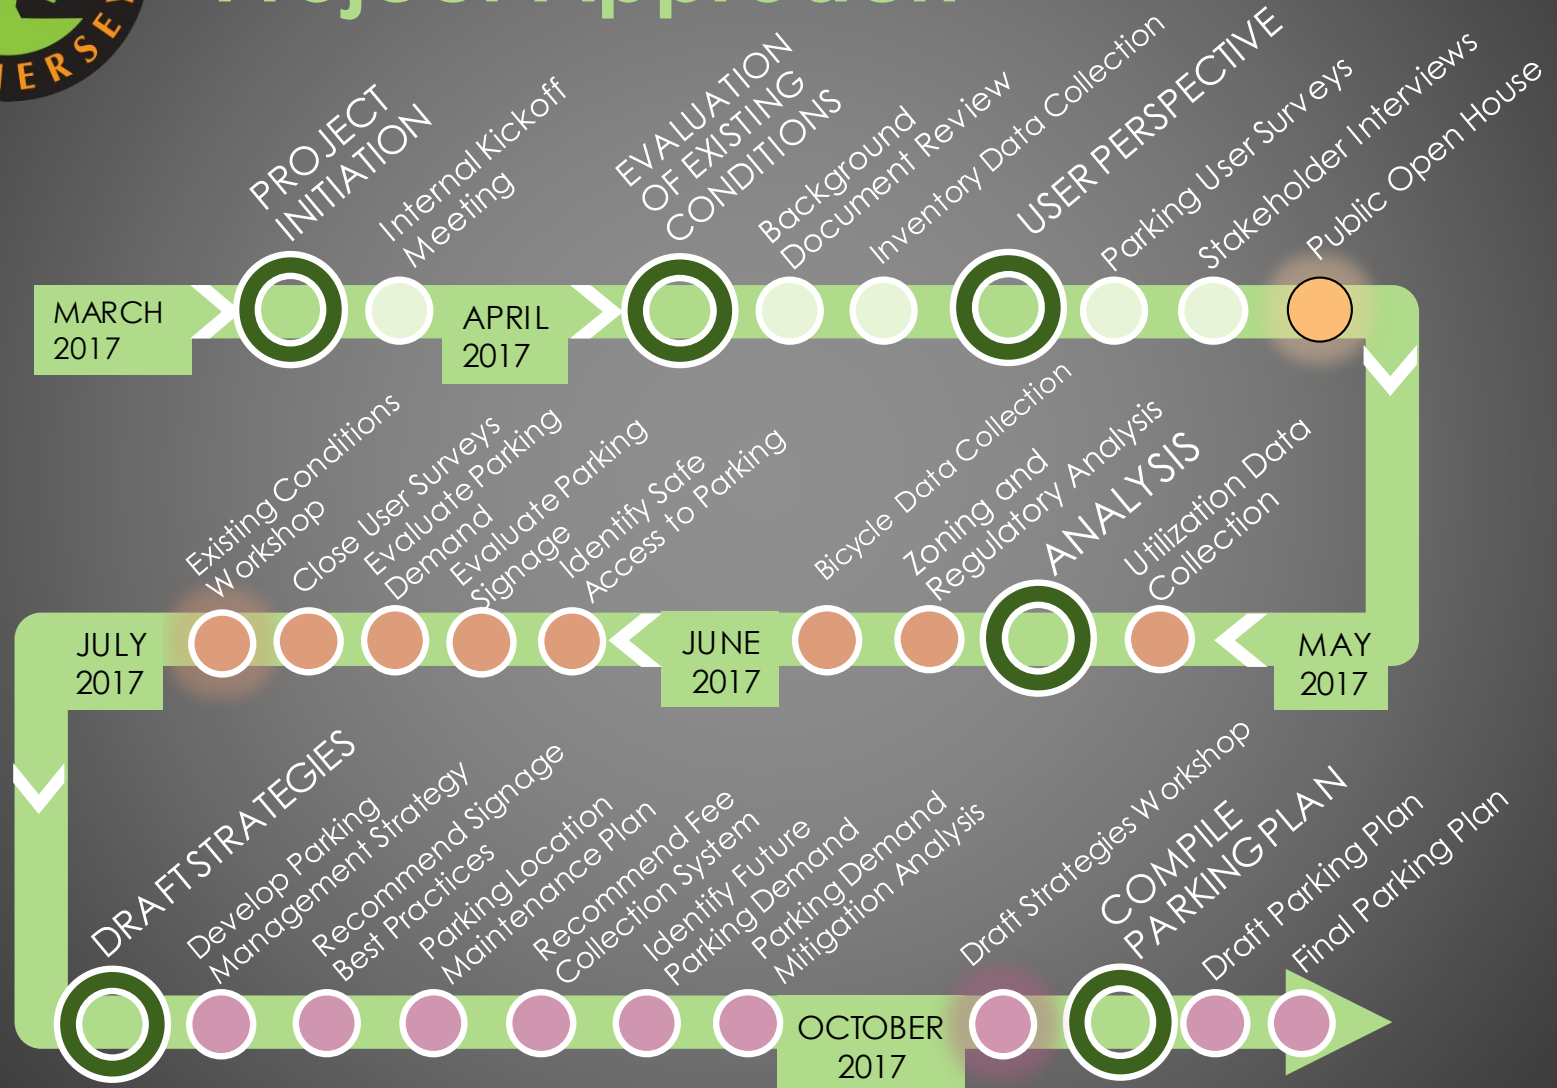 Project Approach
VERSE
PROJECT
INITIATION
Internal Kickoff
Meeting
EVALUATION
OF EXISTING
CONDITIONS
Background
Document Review
Inventory Data Collection
USER PERSPECTIVE
Parking User Surveys
Stakeholder Interviews
Public Open House
MARCH
2017
APRIL
2017
Existing Conditions
Workshop
Close User Surveys
Evaluate Parking
Demand
Evaluate Parking
Signage
Identify Safe
Access to Parking
Bicycle Data Collection
Zoning and
Regulatory Analysis
ANALYSIS
Utilization Data
Collection
JULY
2017
JUNE
2017
MAY
2017
DRAFT STRATEGIES
Develop Parking
Management Strategy
Recommend Signage
Best Practices
Parking Location
Maintenance Plan
Recommend Fee
Collection System
Identify Future
Parking Demand
Parking Demand
Mitigation Analysis
Draft Strategies Workshop
COMPILE
PARKING PLAN
Draft Parking Plan
Final Parking Plan
OCTOBER
2017